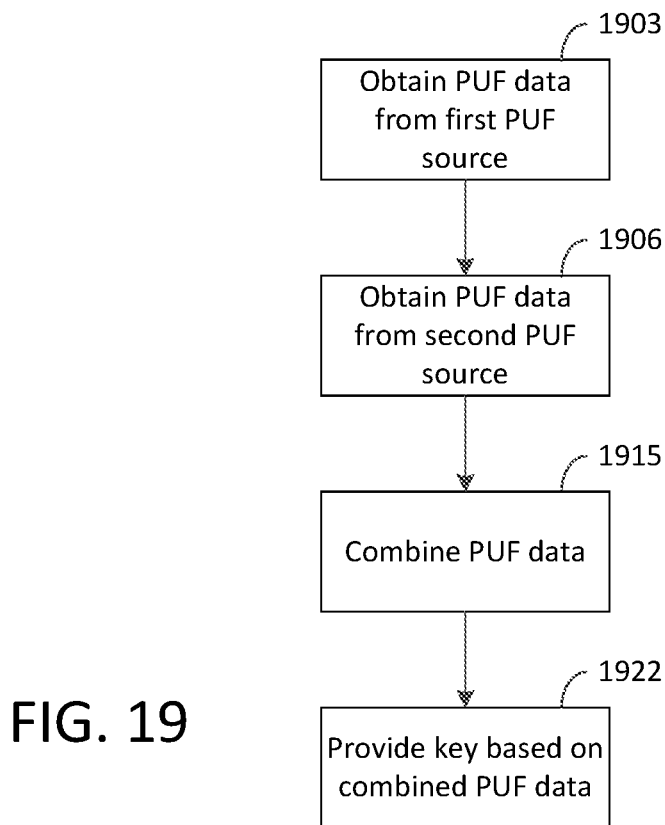 1903
Obtain PUF data
from first PUF
source
1906
Obtain PUF data
from second PUF
source
1915
Combine PUF data
1922
Provide key based on
combined PUF data
FIG. 19